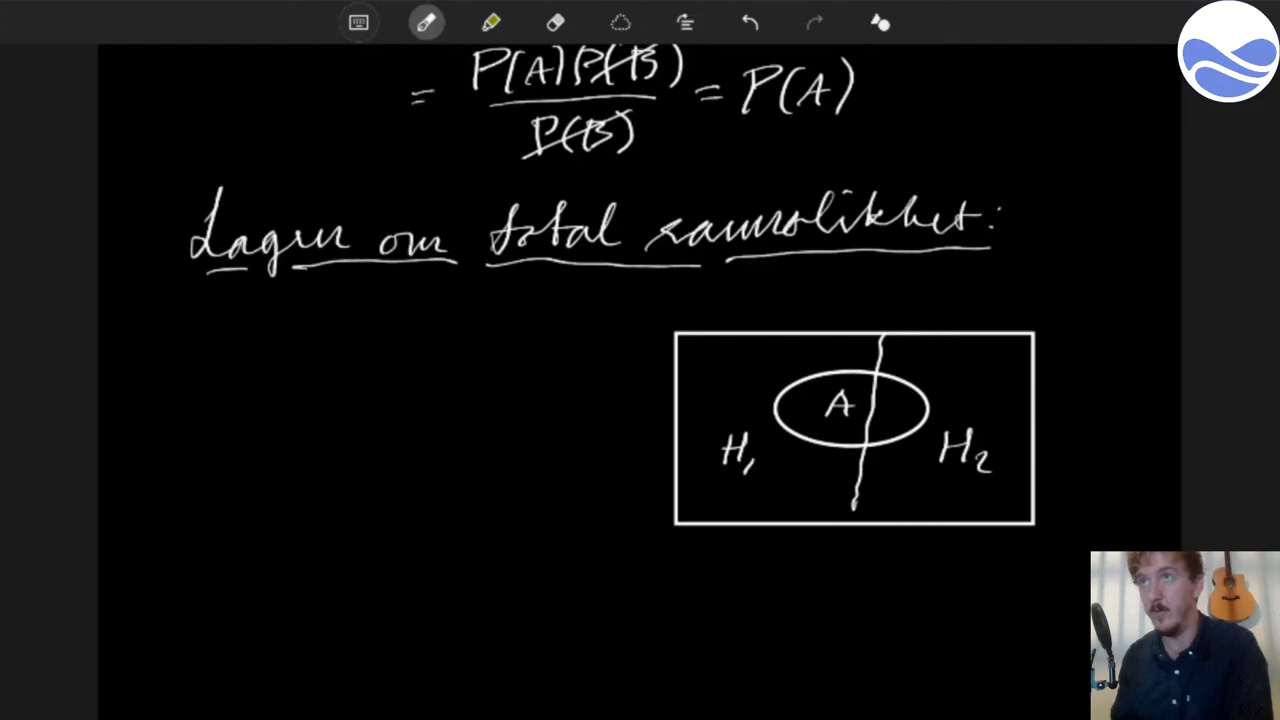 = P(A)P(B) / P(B) = P(A)
Lagen om total sannolikhet:
A
H₁ H₂